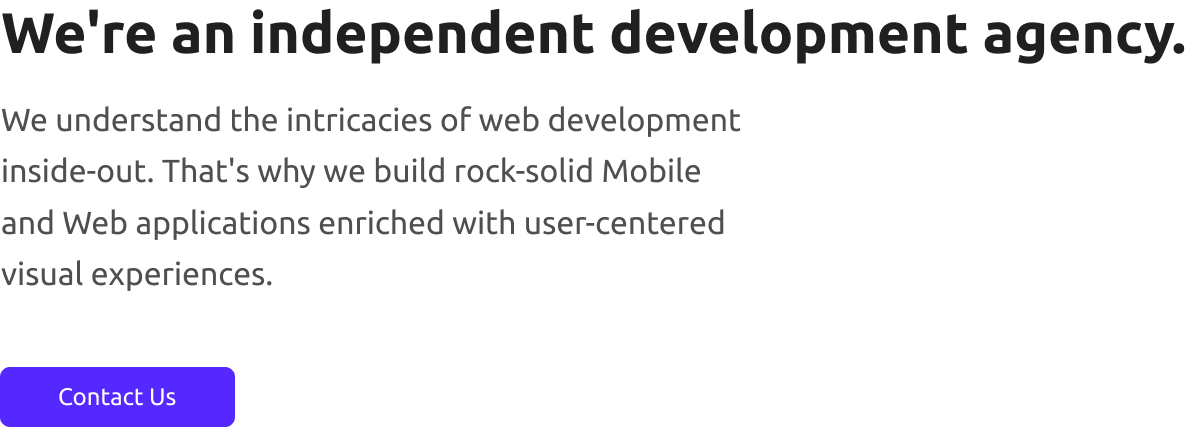 We're an independent development agency.
We understand the intricacies of web development
inside-out. That's why we build rock-solid Mobile
and Web applications enriched with user-centered
visual experiences.
Contact Us